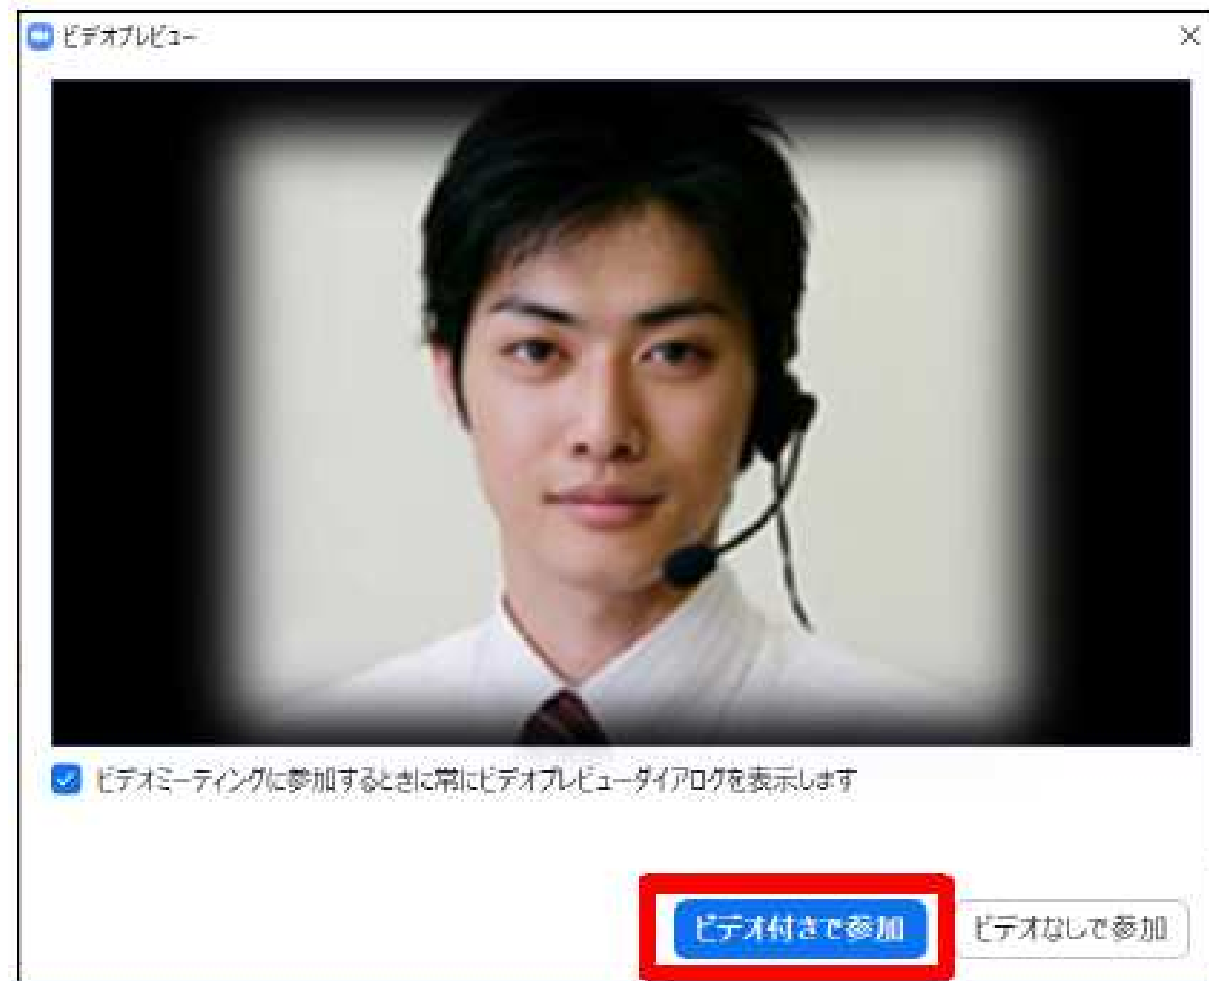 ビデオプレビュー
ビデオミーティングに参加するときに常にビデオプレビューダイアログを表示します
ビデオ付きで参加
ビデオなしで参加